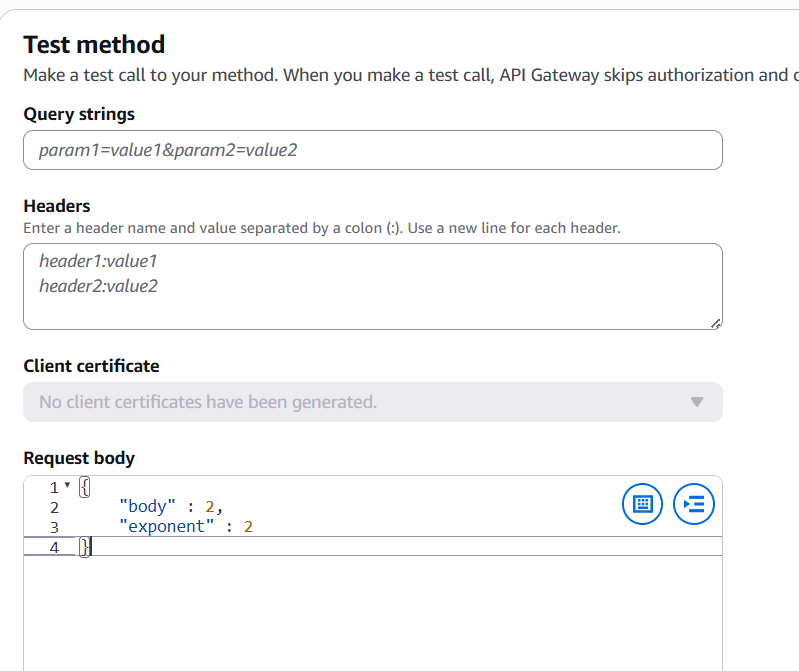 Test method
Make a test call to your method. When you make a test call, API Gateway skips authorization and
Query strings
param1=value1&param2=value2
Headers
Enter a header name and value separated by a colon (:). Use a new line for each header.
header1:value1
header2:value2
Client certificate
No client certificates have been generated.
Request body
1 {
2 "body" : 2,
3 "exponent" : 2
4 }